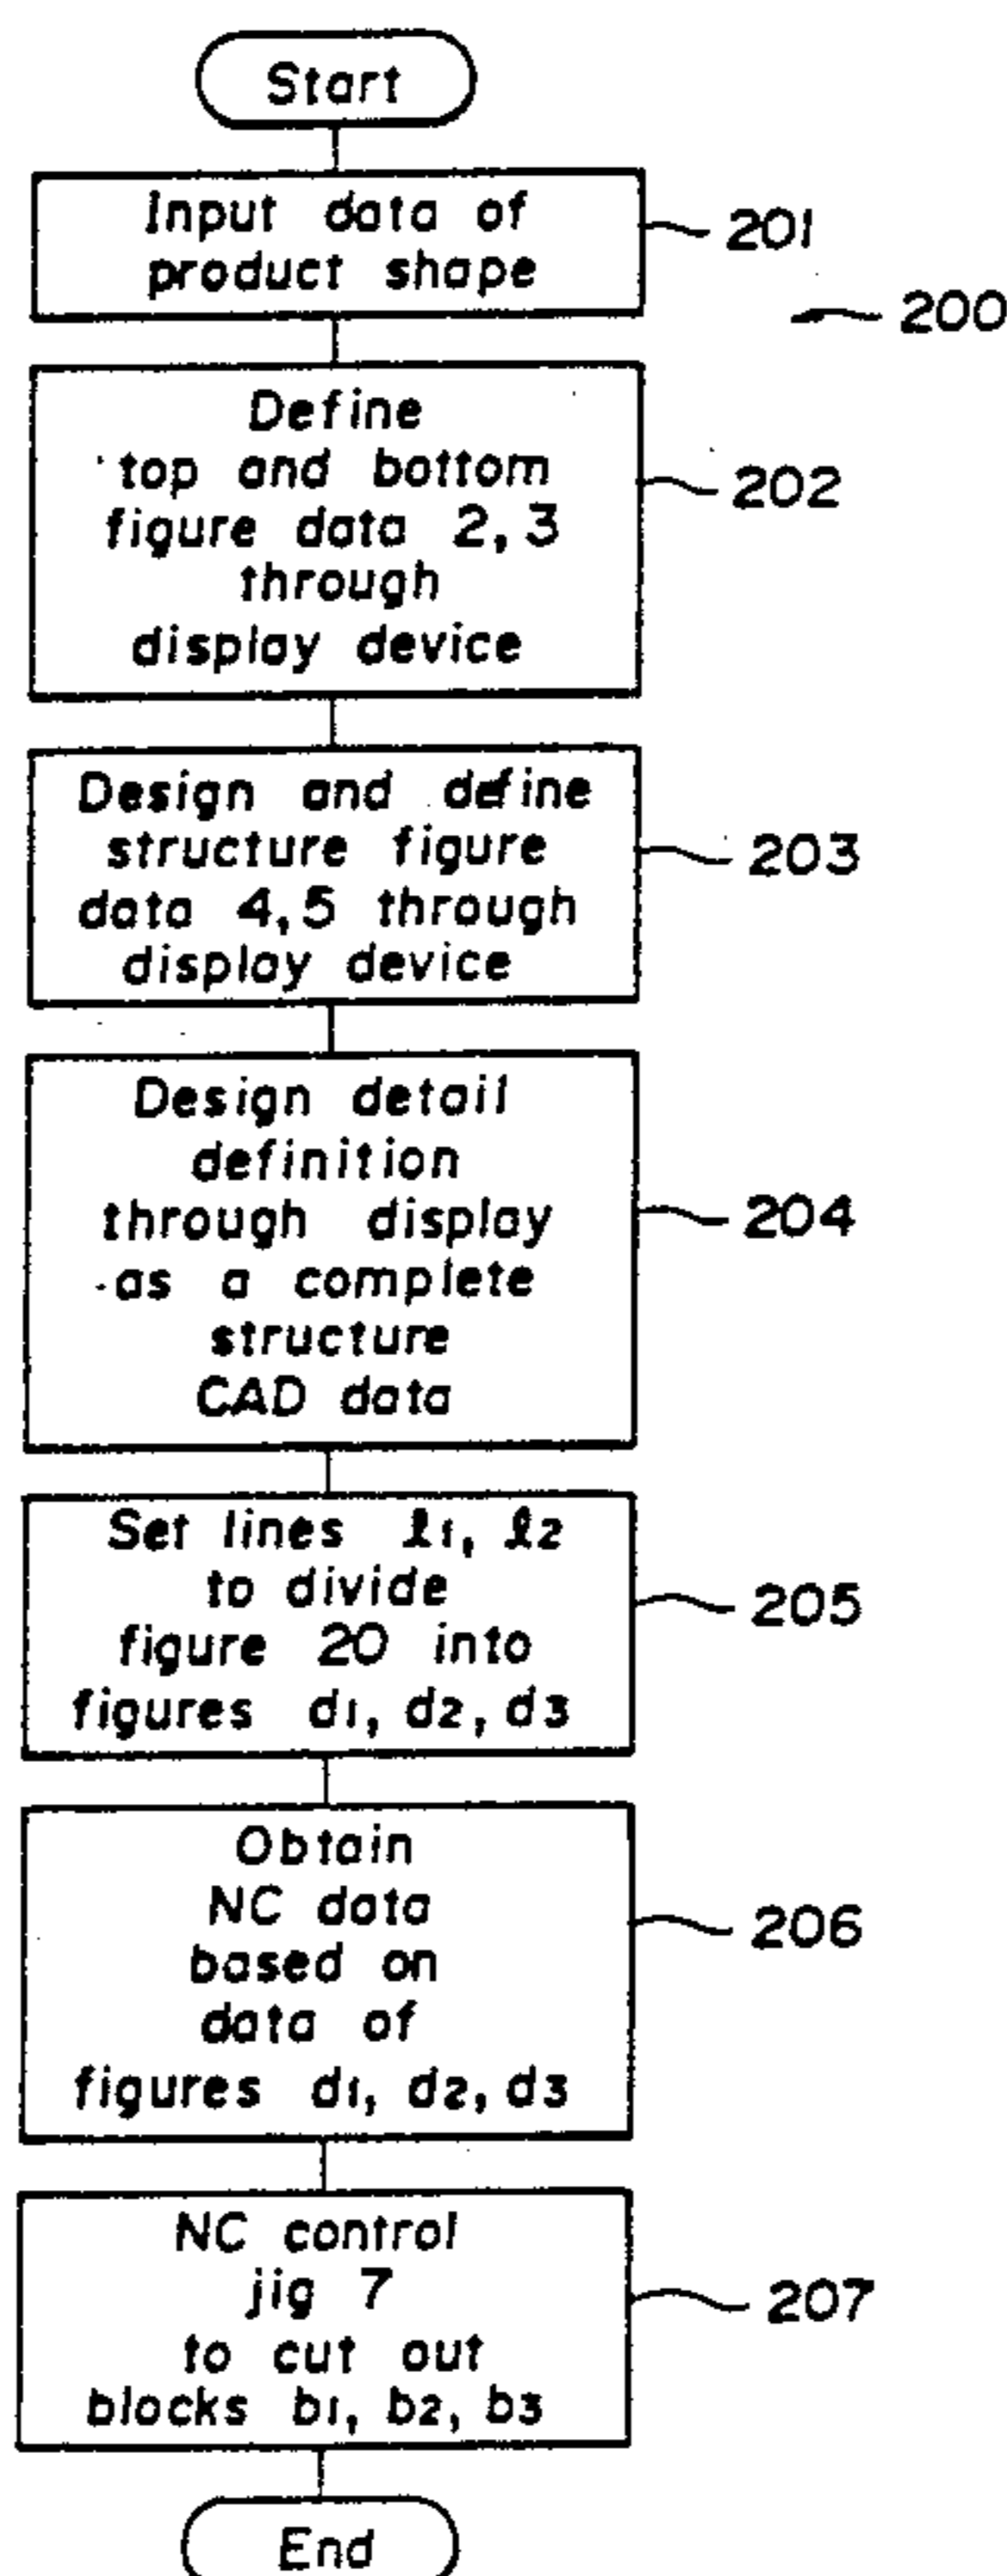 Start
Input data of
product shape
201
200
Define
top and bottom
figure data 2, 3
through
display device
202
Design and define
structure figure
data 4, 5 through
display device
203
Design detail
definition
through display
as a complete
structure
CAD data
204
Set lines ℓ1, ℓ2
to divide
figure 20 into
figures d1, d2, d3
205
Obtain
NC data
based on
data of
figures d1, d2, d3
206
NC control
jig 7
to cut out
blocks b1, b2, b3
207
End